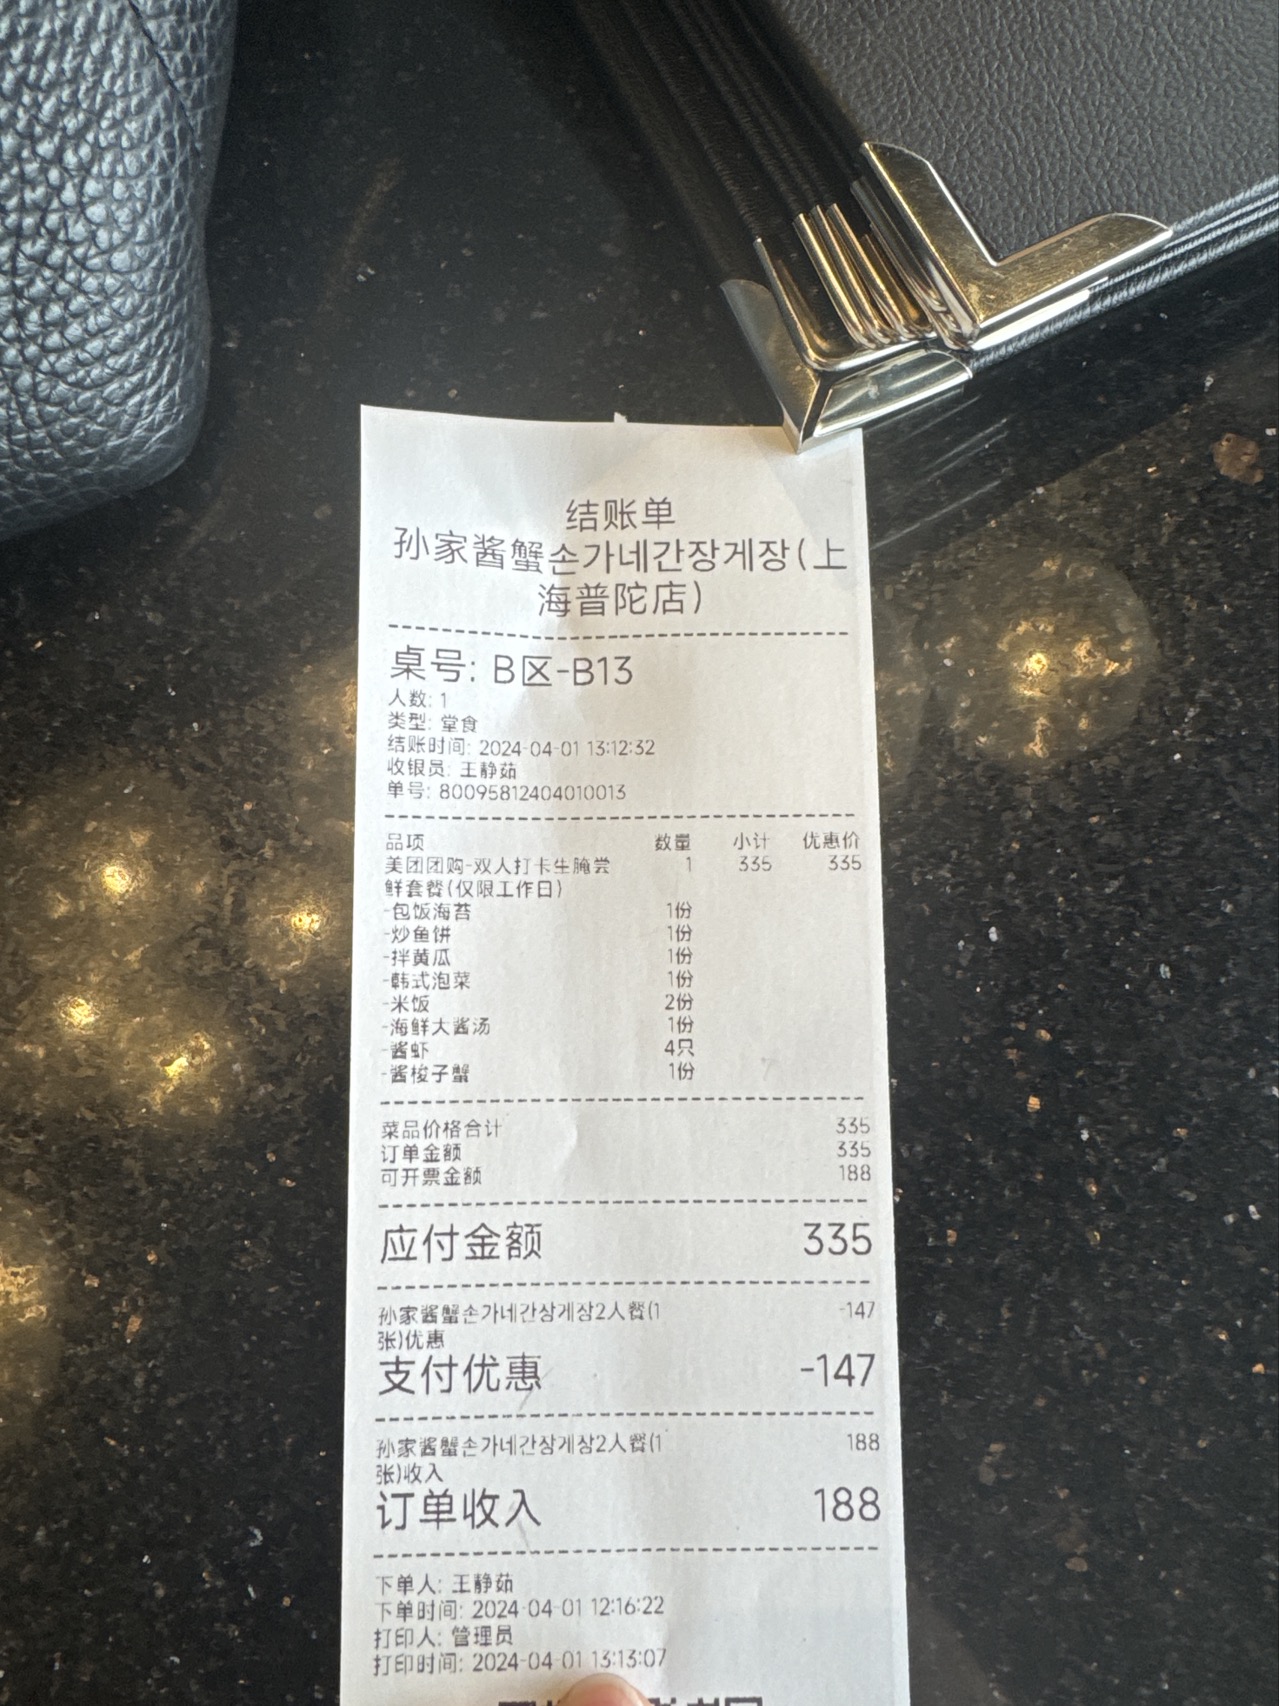 结账单
孙家酱蟹손가네간장게장(上
海普陀店)
桌号: B区-B13
人数: 1
类型: 堂食
结账时间: 2024-04-01 13:12:32
收银员: 王静茹
单号: 80095812404010013
品项 数量 小计 优惠价
美团团购-双人打卡生腌尝 1 335 335
鲜套餐(仅限工作日)
-包饭海苔 1份
-炒鱼饼 1份
-拌黄瓜 1份
-韩式泡菜 1份
-米饭 2份
-海鲜大酱汤 1份
-酱虾 4只
-酱梭子蟹 1份
菜品价格合计 335
订单金额 335
可开票金额 188
应付金额 335
孙家酱蟹손가네간장게장2人餐(1 -147
张)优惠
支付优惠 -147
孙家酱蟹손가네간장게장2人餐(1 188
张)收入
订单收入 188
下单人: 王静茹
下单时间: 2024-04-01 12:16:22
打印人: 管理员
打印时间: 2024-04-01 13:13:07